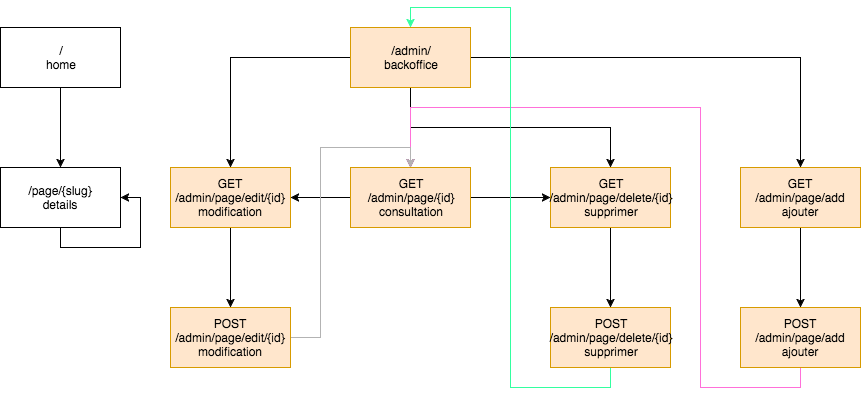 /
home
/admin/
backoffice
/page/{slug}
details
GET
/admin/page/edit/{id}
modification
GET
/admin/page/{id}
consultation
GET
/admin/page/delete/{id}
supprimer
GET
/admin/page/add
ajouter
POST
/admin/page/edit/{id}
modification
POST
/admin/page/delete/{id}
supprimer
POST
/admin/page/add
ajouter